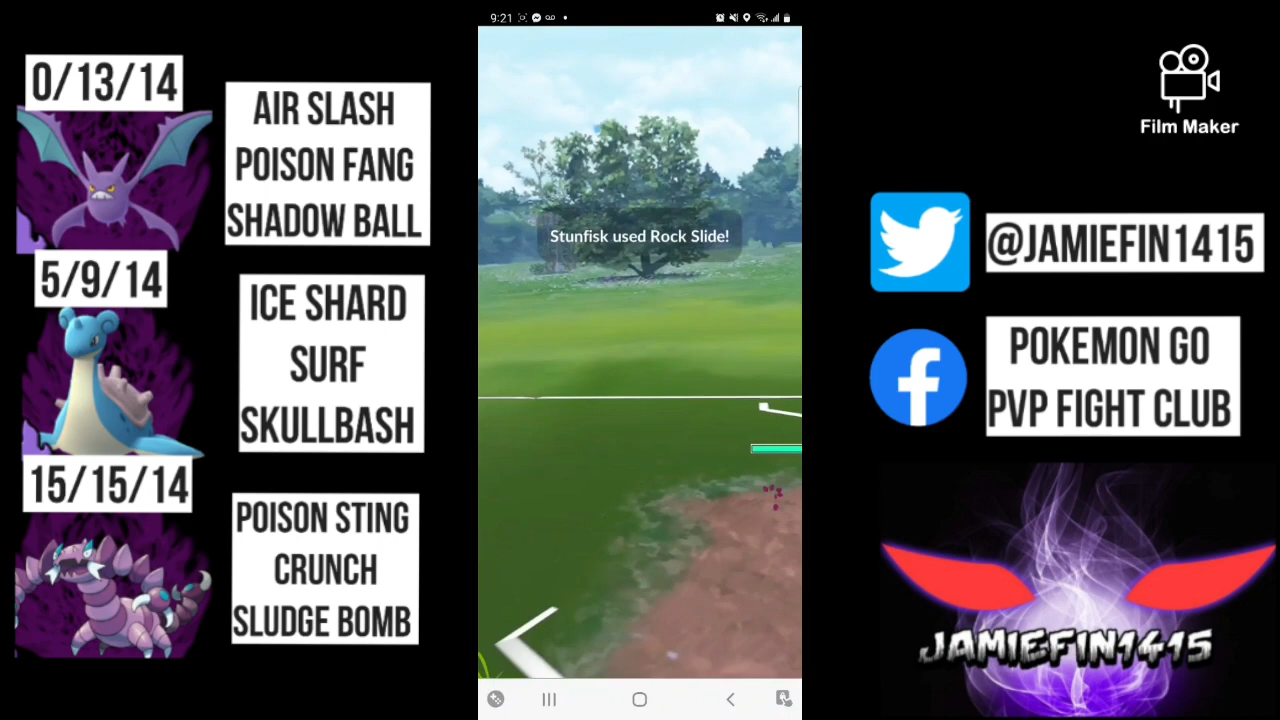 0/13/14
AIR SLASH
POISON FANG
SHADOW BALL
5/9/14
ICE SHARD
SURF
SKULLBASH
15/15/14
POISON STING
CRUNCH
SLUDGE BOMB
9:21
Stunfisk used Rock Slide!
Film Maker
@JAMIEFIN1415
POKEMON GO
PVP FIGHT CLUB
JAMIEFIN1415